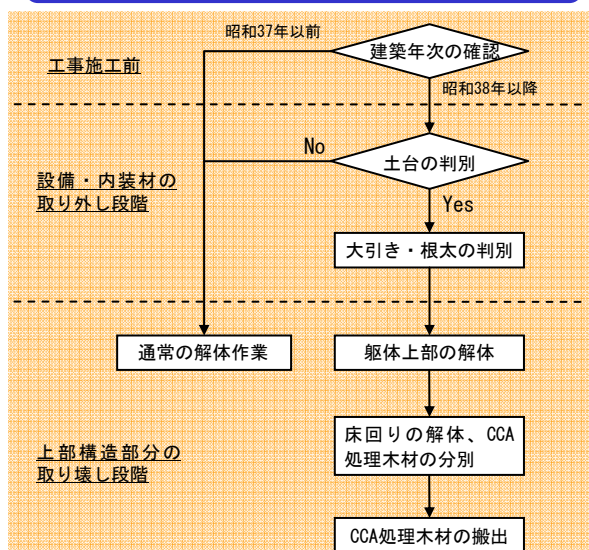 昭和37年以前
建築年次の確認
工事施工前
昭和38年以降
No
土台の判別
設備・内装材の
取り外し段階
Yes
大引き・根太の判別
通常の解体作業
躯体上部の解体
床回りの解体、CCA
処理木材の分別
上部構造部分の
取り壊し段階
CCA処理木材の搬出